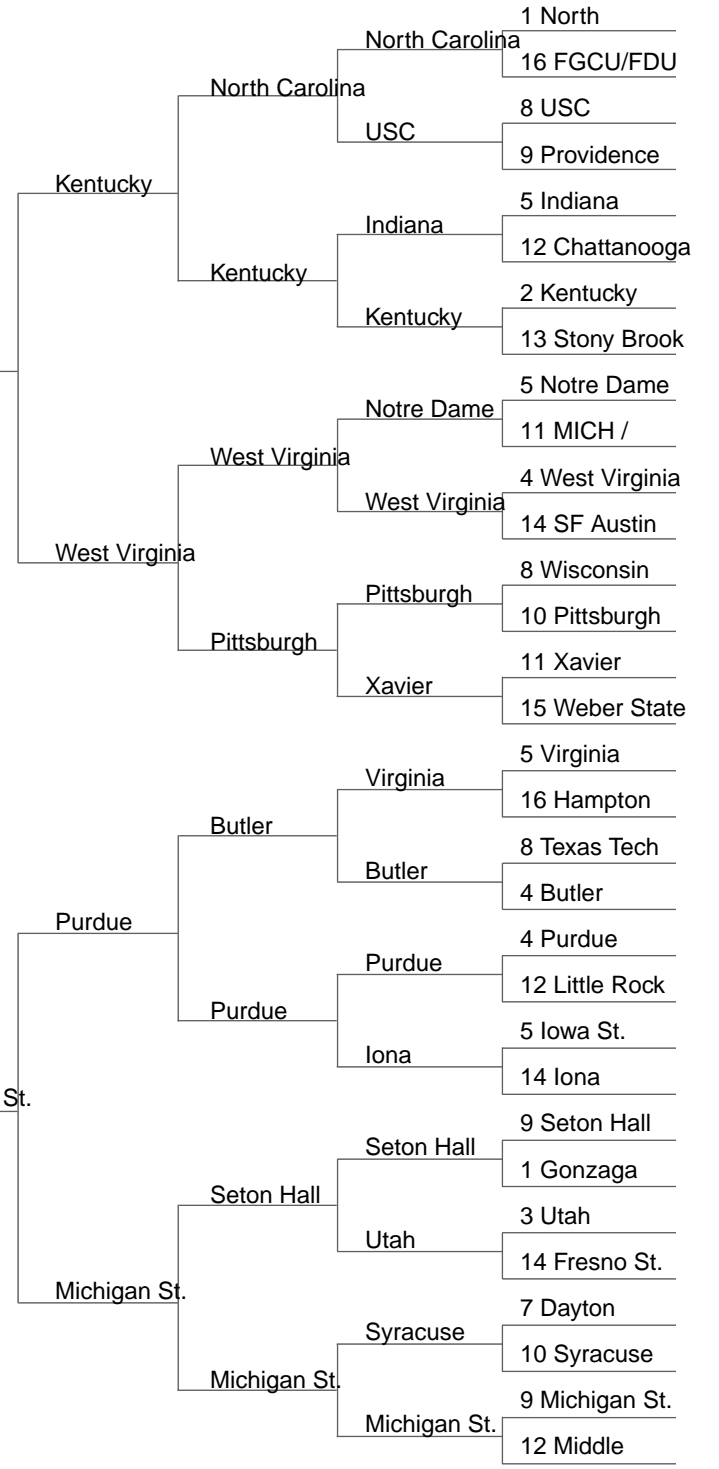 1 North
North Carolina
16 FGCU/FDU
North Carolina
8 USC
USC
9 Providence
Kentucky
5 Indiana
Indiana
12 Chattanooga
Kentucky
2 Kentucky
Kentucky
13 Stony Brook
5 Notre Dame
Notre Dame
11 MICH /
West Virginia
4 West Virginia
West Virginia
14 SF Austin
West Virginia
8 Wisconsin
Pittsburgh
10 Pittsburgh
Pittsburgh
11 Xavier
Xavier
15 Weber State
5 Virginia
Virginia
16 Hampton
Butler
8 Texas Tech
Butler
4 Butler
Purdue
4 Purdue
Purdue
12 Little Rock
Purdue
5 Iowa St.
Iona
14 Iona
St.
9 Seton Hall
Seton Hall
1 Gonzaga
Seton Hall
3 Utah
Utah
14 Fresno St.
Michigan St.
7 Dayton
Syracuse
10 Syracuse
Michigan St.
9 Michigan St.
Michigan St.
12 Middle